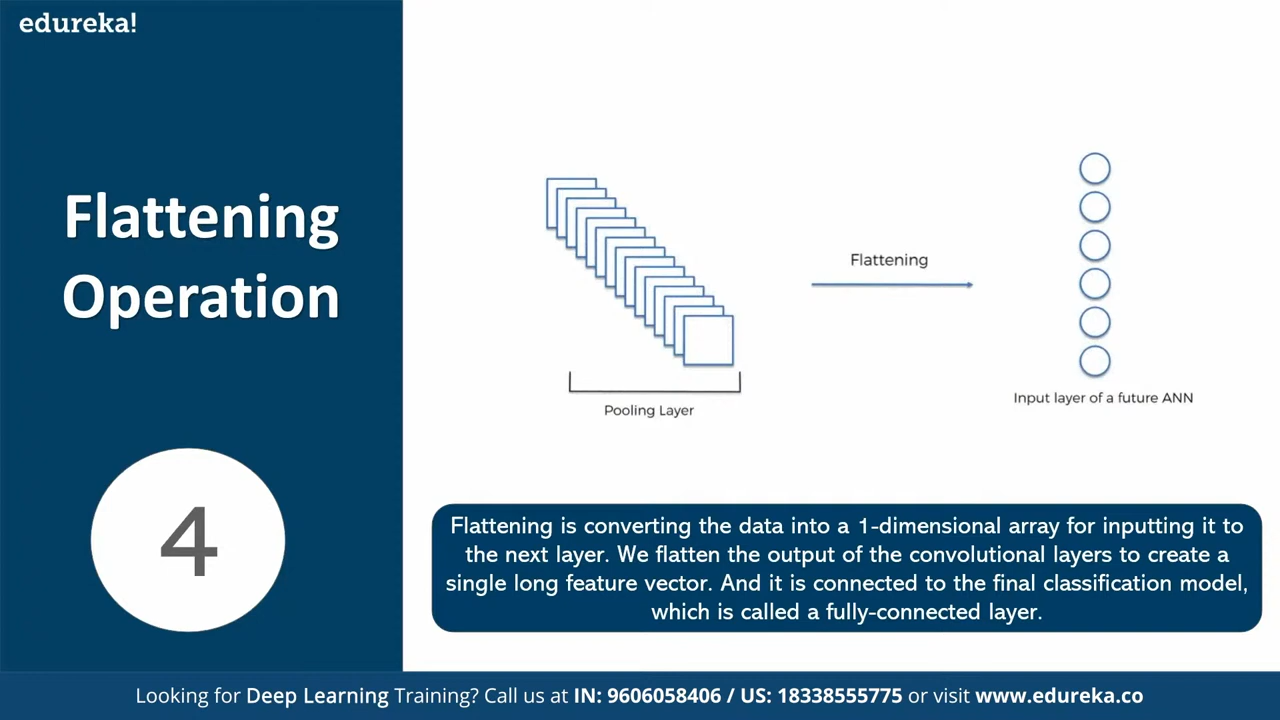 edureka!
Flattening
Operation
4
Flattening
Pooling Layer
Input layer of a future ANN
Flattening is converting the data into a 1-dimensional array for inputting it to
the next layer. We flatten the output of the convolutional layers to create a
single long feature vector. And it is connected to the final classification model,
which is called a fully-connected layer.
Looking for Deep Learning Training? Call us at IN: 9606058406 / US: 18338555775 or visit www.edureka.co